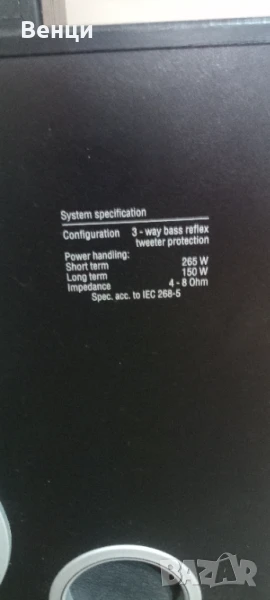 Венци
System specification
Configuration 3 - way bass reflex
tweeter protection
Power handling:
Short term 265 W
Long term 150 W
Impedance 4 - 8 Ohm
Spec. acc. to IEC 268-5
BAZAR